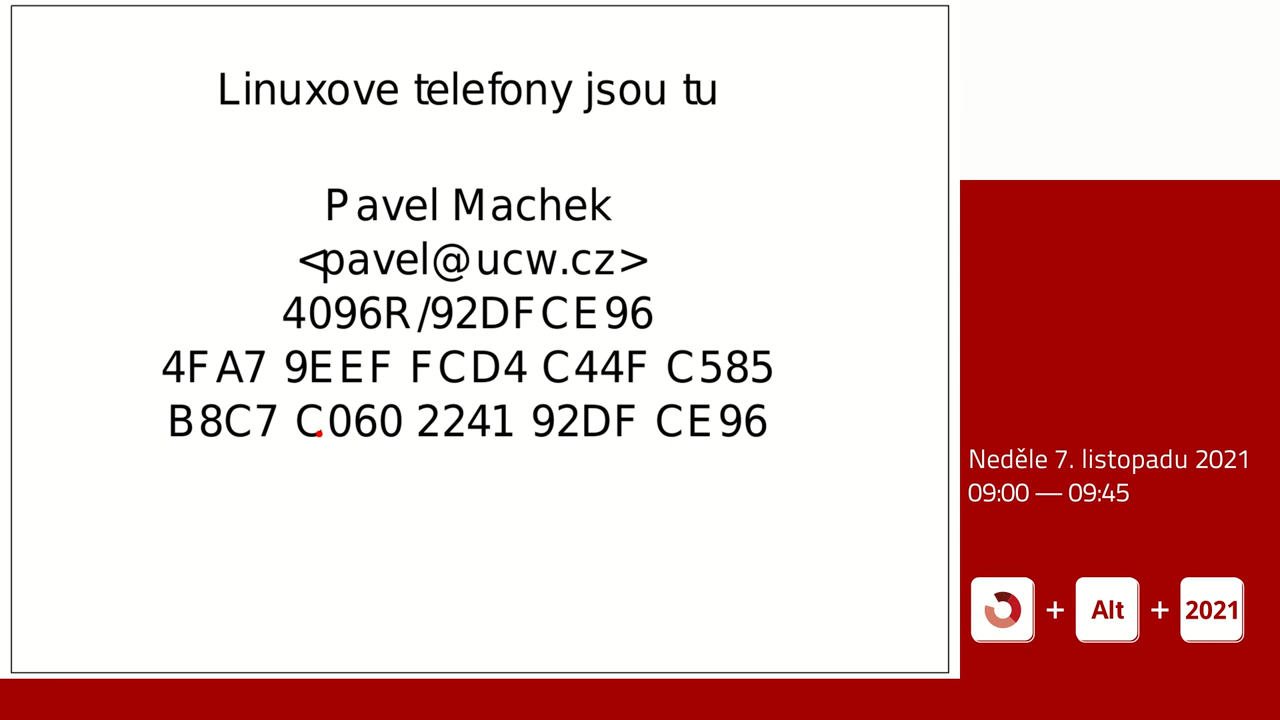 Linuxove telefony jsou tu
Pavel Machek
<pavel@ucw.cz>
4096R/92DFCE96
4FA7 9EEF FCD4 C44F C585
B8C7 C060 2241 92DF CE96
Neděle 7. listopadu 2021
09:00 — 09:45
+ Alt + 2021